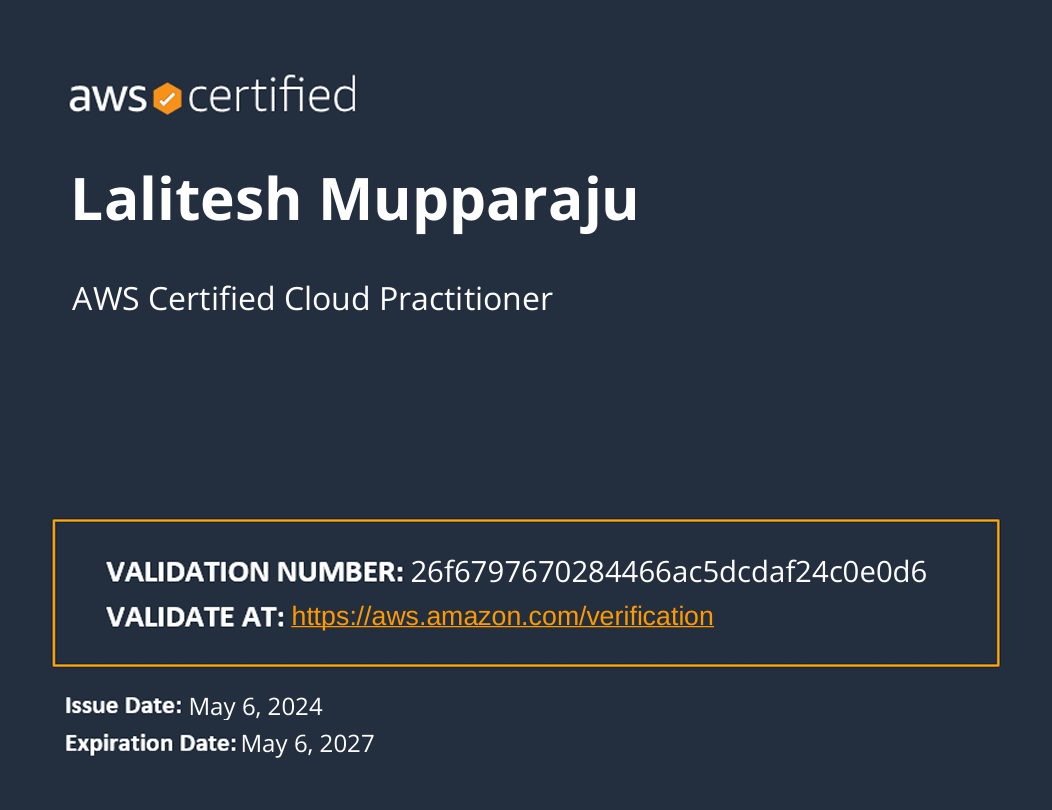 aws certified
Lalitesh Mupparaju
AWS Certified Cloud Practitioner
VALIDATION NUMBER: 26f6797670284466ac5dcdaf24c0e0d6
VALIDATE AT: https://aws.amazon.com/verification
Issue Date: May 6, 2024
Expiration Date: May 6, 2027